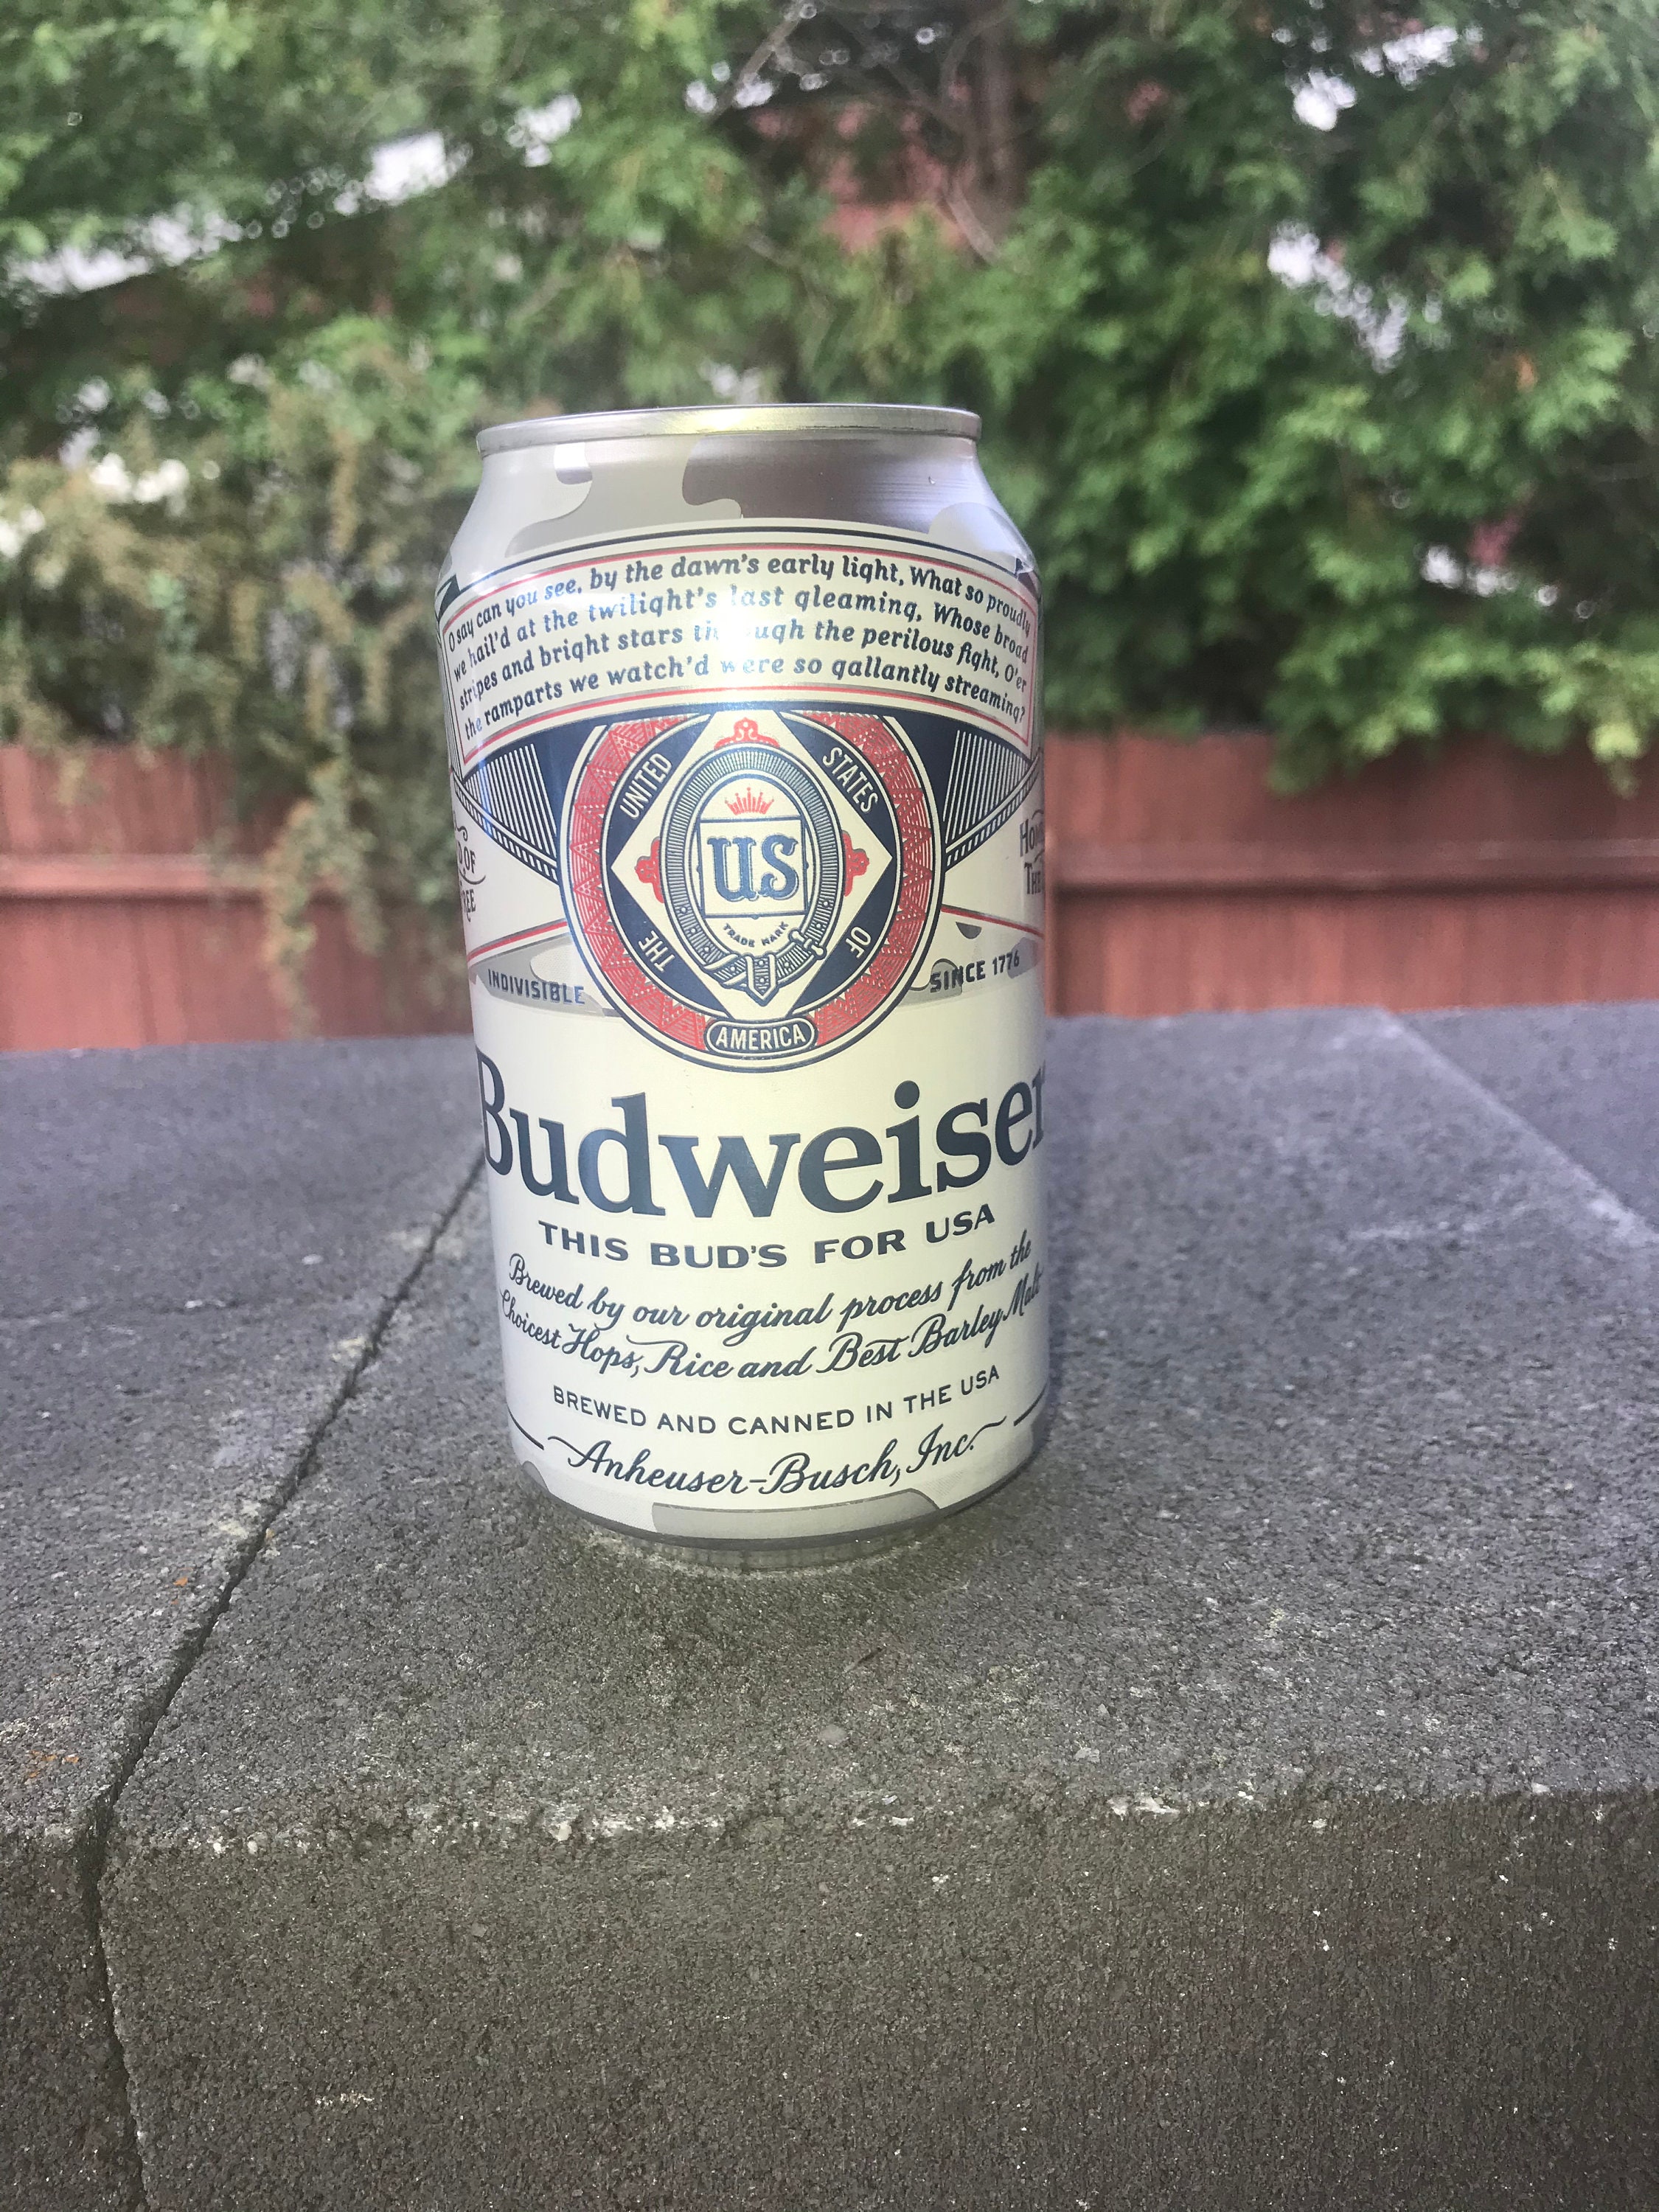 O say can you see, by the dawn's early light, What so proudly
we hail'd at the twilight's last gleaming, Whose broad
stripes and bright stars through the perilous fight, O'er
the ramparts we watch'd were so gallantly streaming?
UNITED STATES
US
TRADE MARK
THE OF
AMERICA
OF
INDIVISIBLE
SINCE 1776
Budweiser
THIS BUD'S FOR USA
Brewed by our original process from the
Choicest Hops, Rice and Best Barley Malt
BREWED AND CANNED IN THE USA
Anheuser-Busch, Inc.